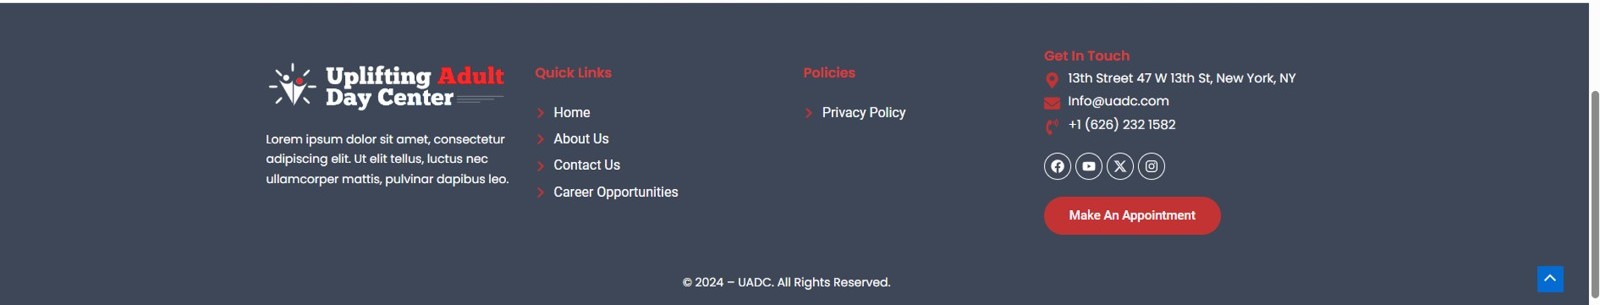 Uplifting Adult
Day Center
Lorem ipsum dolor sit amet, consectetur
adipiscing elit. Ut elit tellus, luctus nec
ullamcorper mattis, pulvinar dapibus leo.
Quick Links
Home
About Us
Contact Us
Career Opportunities
Policies
Privacy Policy
Get In Touch
13th Street 47 W 13th St, New York, NY
Info@uadc.com
+1 (626) 232 1582
Make An Appointment
© 2024 – UADC. All Rights Reserved.